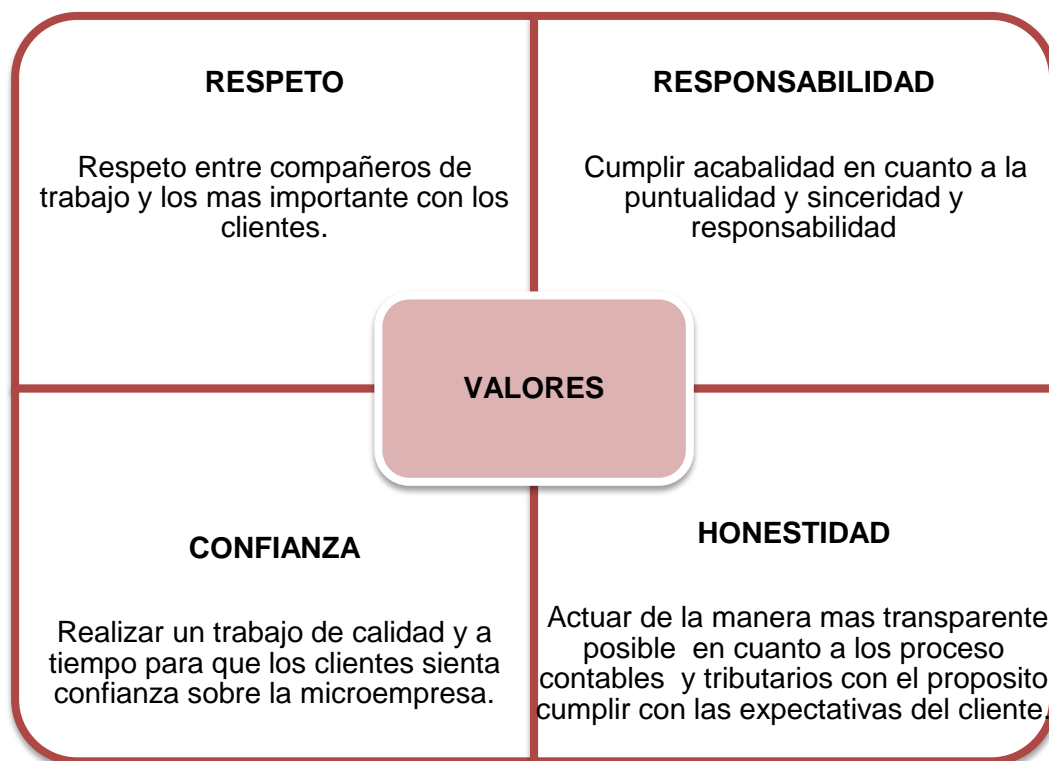 RESPETO
Respeto entre compañeros de
trabajo y los mas importante con los
clientes.
RESPONSABILIDAD
Cumplir acabalidad en cuanto a la
puntualidad y sinceridad y
responsabilidad
VALORES
CONFIANZA
Realizar un trabajo de calidad y a
tiempo para que los clientes sienta
confianza sobre la microempresa.
HONESTIDAD
Actuar de la manera mas transparente
posible en cuanto a los proceso
contables y tributarios con el proposito
cumplir con las expectativas del cliente.